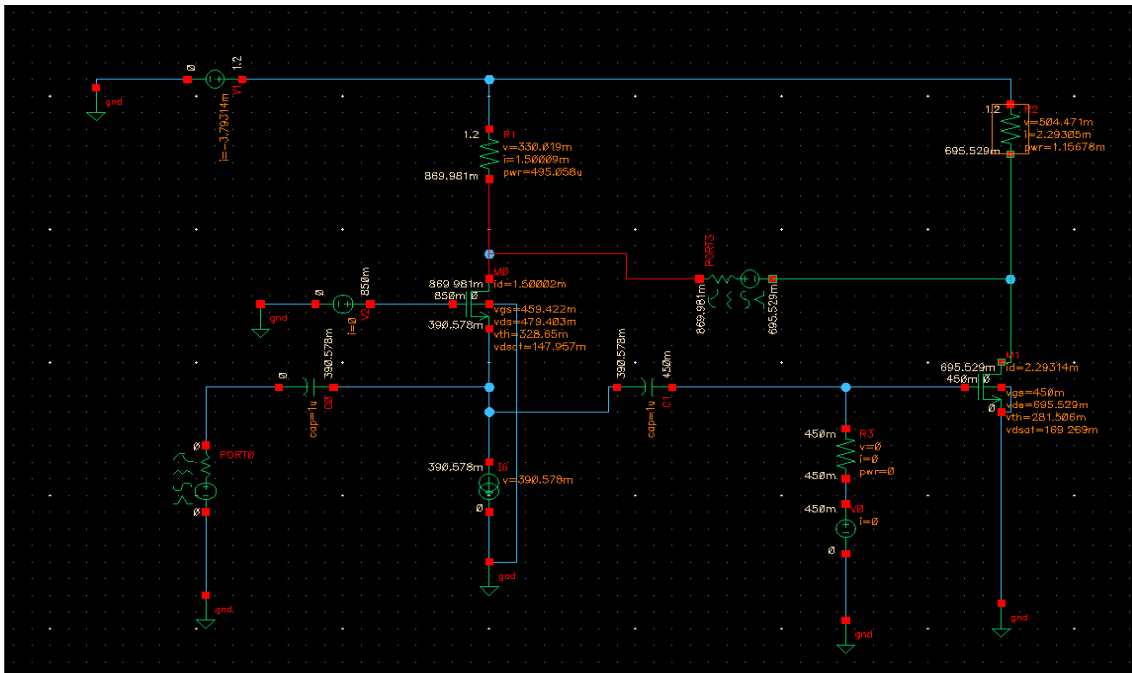 0
1.2
V1
i=-3.79314m
gnd
1.2
R1
v=330.019m
i=1.50009m
pwr=495.058u
869.981m
1.2
R2
v=504.471m
i=2.29305m
pwr=1.15678m
695.529m
PORT3
869.981m
695.529m
M0
869.981m
id=1.50002m
850m
0
vgs=459.422m
vds=479.403m
vth=328.65m
vdsat=147.957m
390.578m
0
850m
i=0
V2
gnd
0
390.578m
C0
cap=1u
390.578m
450m
C1
cap=1u
M1
695.529m
id=2.29314m
450m
0
vgs=450m
vds=695.529m
vth=281.506m
vdsat=169.269m
0
0
PORT0
0
gnd
390.578m
I6
v=390.578m
0
gnd
450m
R3
v=0
i=0
pwr=0
450m
450m
V0
i=0
0
gnd
gnd